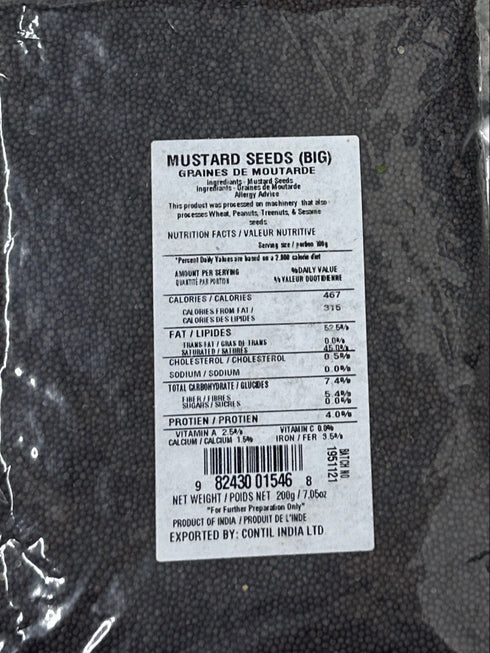 MUSTARD SEEDS (BIG)
GRAINES DE MOUTARDE
Ingrediants - Mustard Seeds
Ingrediants - Graines de Moutarde
Allergy Advice
This product was processed on machinery that also
processes Wheat, Peanuts, Treenuts, & Sesame
seeds.
NUTRITION FACTS / VALEUR NUTRITIVE
Serving size / portion 100g
*Percent Daily Values are based on a 2,000 calorie diet
AMOUNT PER SERVING %DAILY VALUE
QUANTITÉ PAR PORTION % VALEUR QUOTIDIENNE
CALORIES / CALORIES 467
CALORIES FROM FAT / 315
CALORIES DES LIPIDES
FAT / LIPIDES 52.5%
TRANS FAT / GRAS DE TRANS 0.0%
SATURATED / SATURÉS 45.0%
CHOLESTEROL / CHOLESTEROL 0.5%
SODIUM / SODIUM 0.0%
TOTAL CARBOHYDRATE / GLUCIDES 7.4%
FIBER / FIBRES 5.4%
SUGARS / SUCRES 0.0%
PROTIEN / PROTIEN 4.0%
VITAMIN A 2.5% VITAMIN C 0.0%
CALCIUM / CALCIUM 1.5% IRON / FER 3.5%
BATCH NO
1951121
9 82430 01546 8
NET WEIGHT / POIDS NET 200g / 7.05oz
"For Further Preparation Only"
PRODUCT OF INDIA / PRODUIT DE L'INDE
EXPORTED BY: CONTIL INDIA LTD.